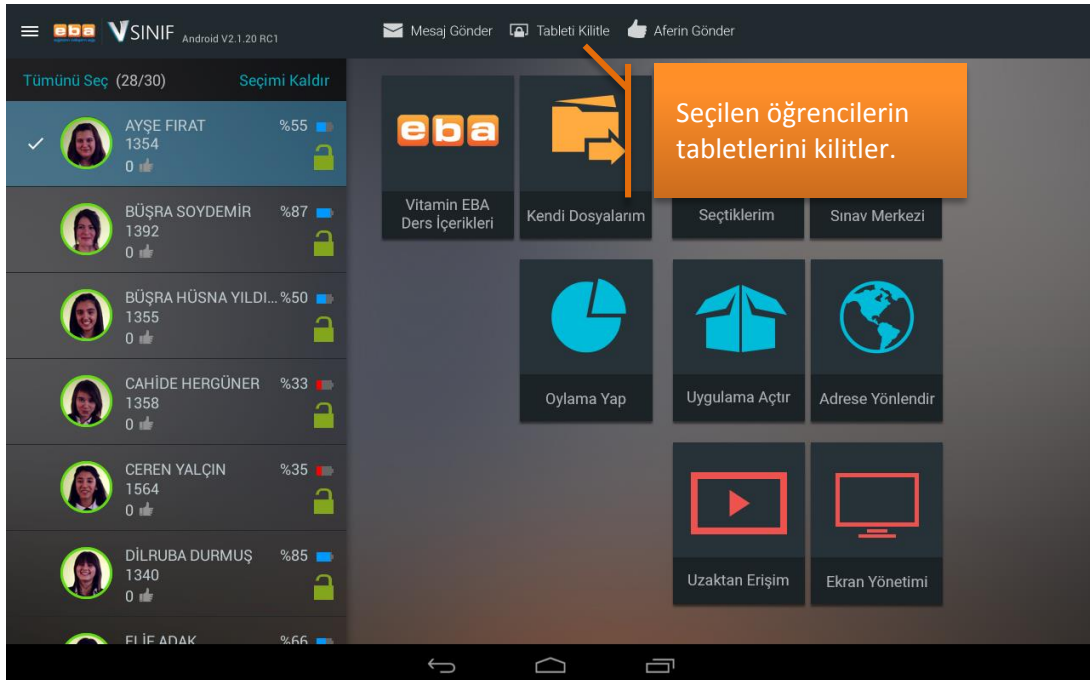 eba VSINIF Android V2.1.20 RC1
Mesaj Gönder Tableti Kilitle Aferin Gönder
Tümünü Seç (28/30) Seçimi Kaldır
AYŞE FIRAT %55
1354
0
BÜŞRA SOYDEMİR %87
1392
0
BÜŞRA HÜSNA YILDI... %50
1355
0
CAHİDE HERGÜNER %33
1358
0
CEREN YALÇIN %35
1564
0
DİLRUBA DURMUŞ %85
1340
0
ELİF ADAK %66
Seçilen öğrencilerin
tabletlerini kilitler.
eba
Vitamin EBA
Ders İçerikleri
Kendi Dosyalarım
Seçtiklerim
Sınav Merkezi
Oylama Yap
Uygulama Açtır
Adrese Yönlendir
Uzaktan Erişim
Ekran Yönetimi